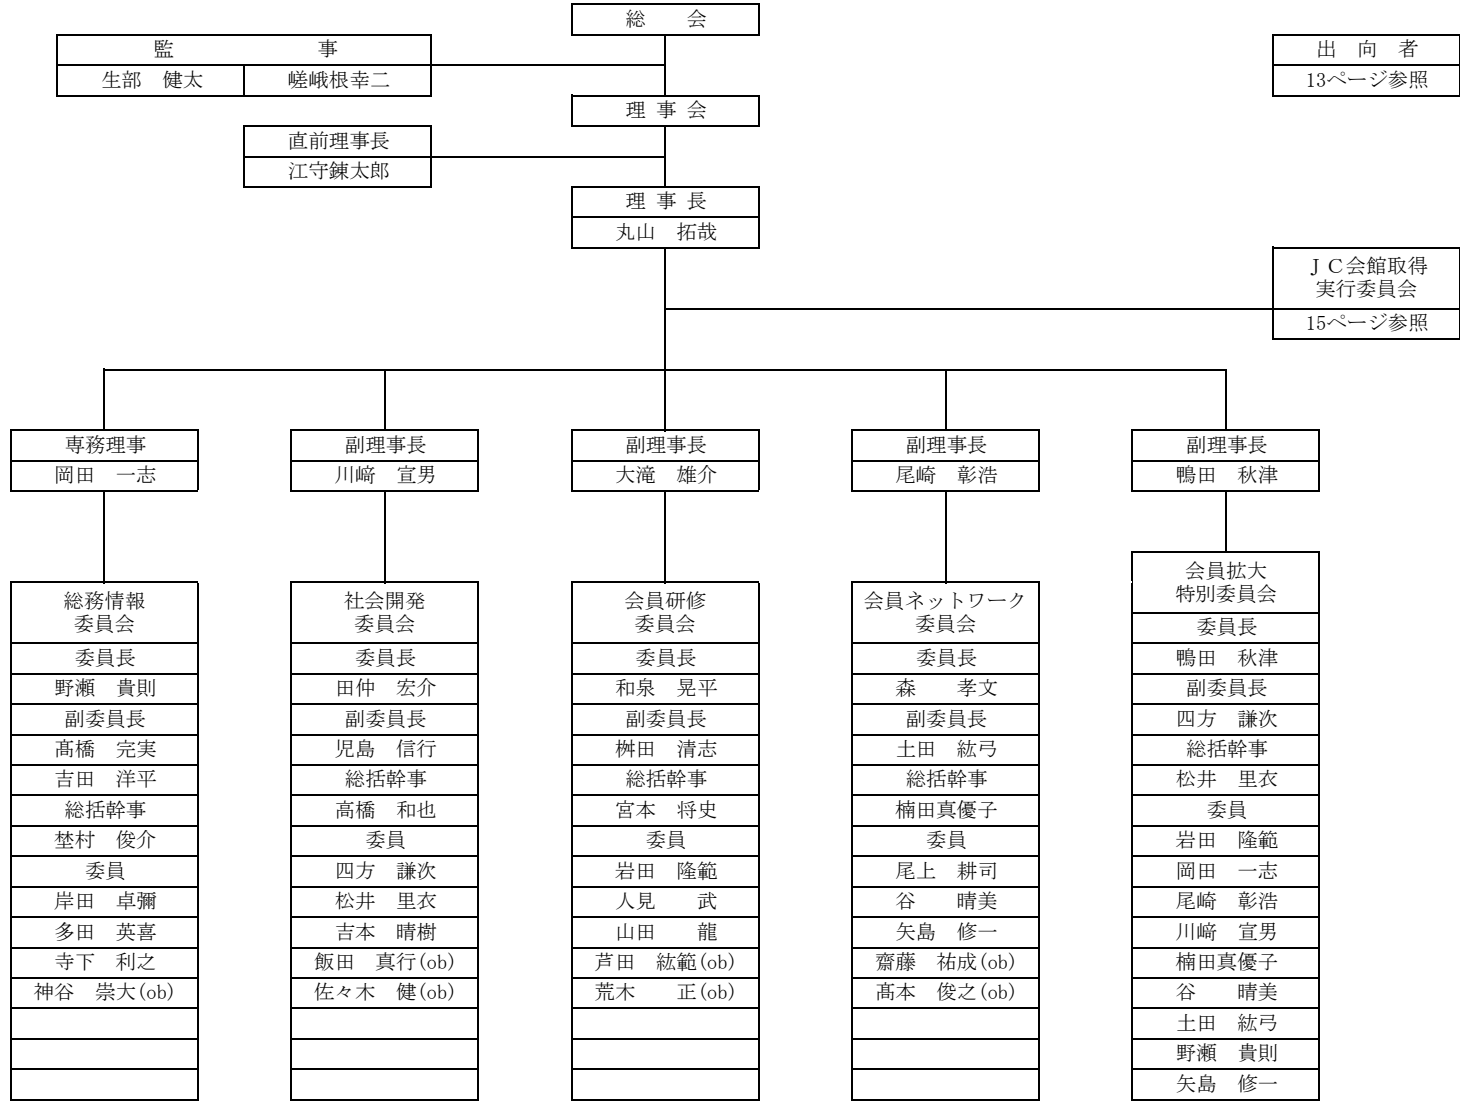 総　　会
監　　　　　　　事
生部　健太
嵯峨根幸二
出　向　者
13ページ参照
理 事 会
直前理事長
江守錬太郎
理 事 長
丸山　拓哉
ＪＣ会館取得
実行委員会
15ページ参照
専務理事
岡田　一志
総務情報
委員会
委員長
野瀬　貴則
副委員長
髙橋　完実
吉田　洋平
総括幹事
埜村　俊介
委員
岸田　卓彌
多田　英喜
寺下　利之
神谷　崇大(ob)
副理事長
川﨑　宣男
社会開発
委員会
委員長
田仲　宏介
副委員長
児島　信行
総括幹事
高橋　和也
委員
四方　謙次
松井　里衣
吉本　晴樹
飯田　真行(ob)
佐々木　健(ob)
副理事長
大滝　雄介
会員研修
委員会
委員長
和泉　晃平
副委員長
桝田　清志
総括幹事
宮本　将史
委員
岩田　隆範
人見　　武
山田　　龍
芦田　紘範(ob)
荒木　　正(ob)
副理事長
尾崎　彰浩
会員ネットワーク
委員会
委員長
森　　孝文
副委員長
土田　紘弓
総括幹事
楠田真優子
委員
尾上　耕司
谷　　晴美
矢島　修一
齋藤　祐成(ob)
髙本　俊之(ob)
副理事長
鴨田　秋津
会員拡大
特別委員会
委員長
鴨田　秋津
副委員長
四方　謙次
総括幹事
松井　里衣
委員
岩田　隆範
岡田　一志
尾崎　彰浩
川﨑　宣男
楠田真優子
谷　　晴美
土田　紘弓
野瀬　貴則
矢島　修一